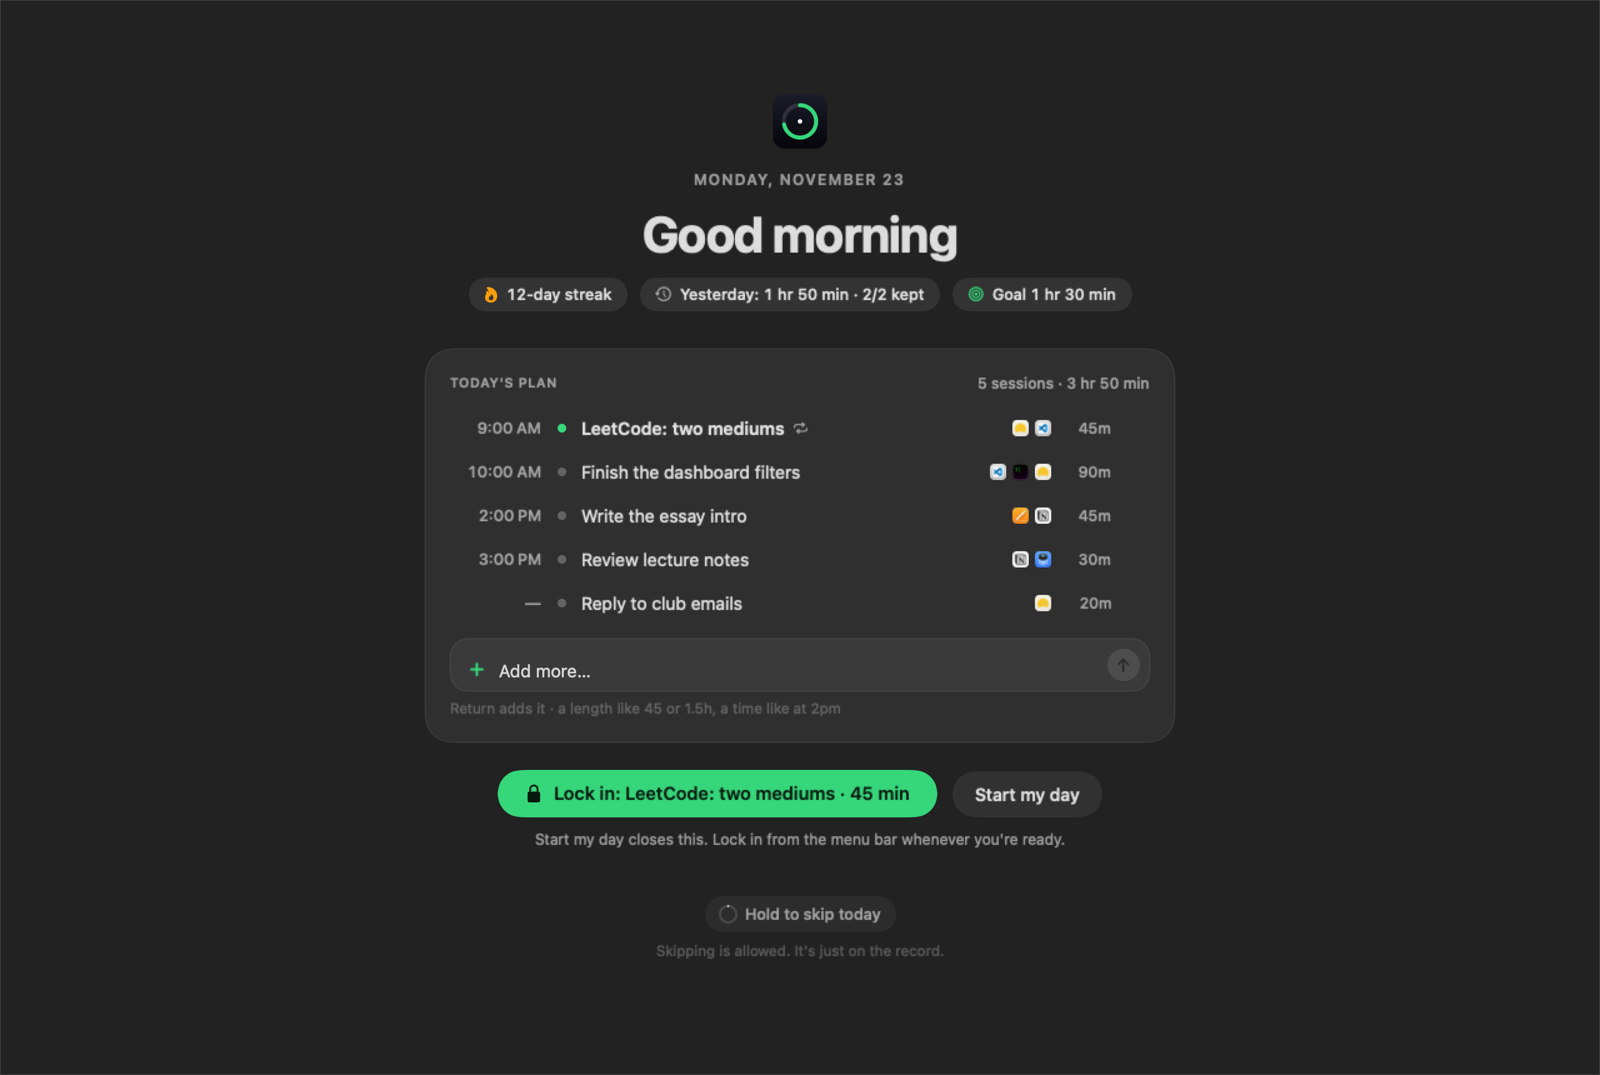 MONDAY, NOVEMBER 23
Good morning
12-day streak
Yesterday: 1 hr 50 min · 2/2 kept
Goal 1 hr 30 min
TODAY'S PLAN
5 sessions · 3 hr 50 min
9:00 AM LeetCode: two mediums 45m
10:00 AM Finish the dashboard filters 90m
2:00 PM Write the essay intro 45m
3:00 PM Review lecture notes 30m
— Reply to club emails 20m
+ Add more...
Return adds it · a length like 45 or 1.5h, a time like at 2pm
Lock in: LeetCode: two mediums · 45 min
Start my day
Start my day closes this. Lock in from the menu bar whenever you're ready.
Hold to skip today
Skipping is allowed. It's just on the record.